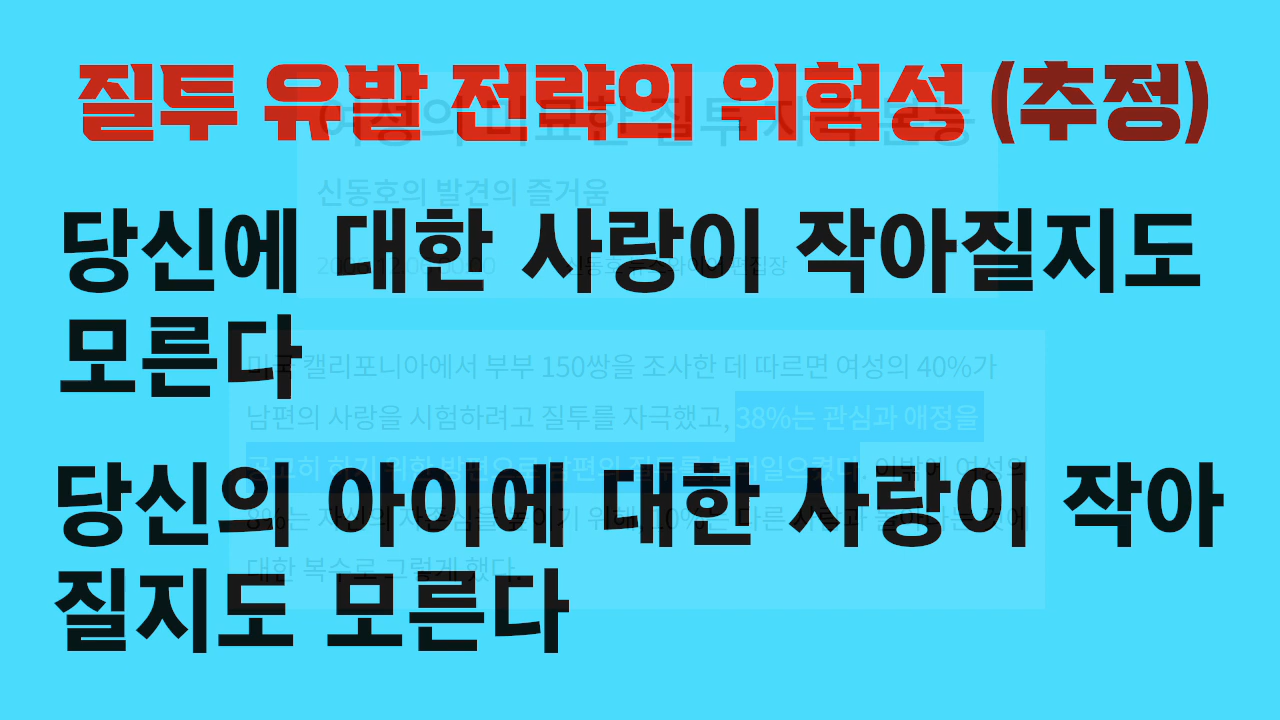 질투 유발 전략의 위험성 (추정)
신동호의 발견의 즐거움
당신에 대한 사랑이 작아질지도
모른다
미국 캘리포니아에서 부부 150쌍을 조사한 데 따르면 여성의 40%가
남편의 사랑을 시험하려고 질투를 자극했고, 38%는 관심과 애정을
당신의 아이에 대한 사랑이 작아
질지도 모른다
대한 복수로 그렇게 했다.